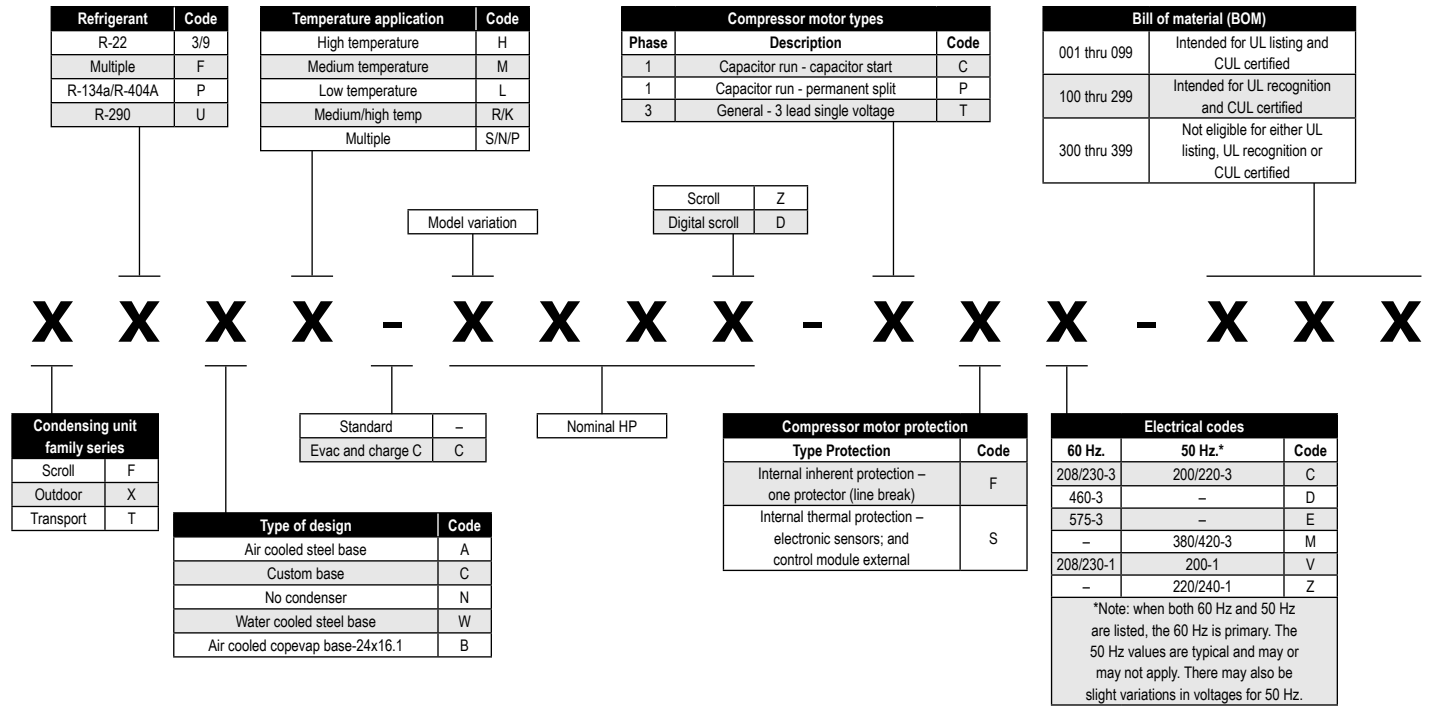 Refrigerant Code
R-22 3/9
Multiple F
R-134a/R-404A P
R-290 U
Temperature application Code
High temperature H
Medium temperature M
Low temperature L
Medium/high temp R/K
Multiple S/N/P
Compressor motor types
Phase Description Code
1 Capacitor run - capacitor start C
1 Capacitor run - permanent split P
3 General - 3 lead single voltage T
Bill of material (BOM)
001 thru 099 Intended for UL listing and
CUL certified
100 thru 299 Intended for UL recognition
and CUL certified
300 thru 399 Not eligible for either UL
listing, UL recognition or
CUL certified
Model variation
Scroll Z
Digital scroll D
X X X X - X X X X - X X X - X X X
Condensing unit
family series
Scroll F
Outdoor X
Transport T
Type of design Code
Air cooled steel base A
Custom base C
No condenser N
Water cooled steel base W
Air cooled copevap base-24x16.1 B
Standard –
Evac and charge C C
Nominal HP
Compressor motor protection
Type Protection Code
Internal inherent protection –
one protector (line break) F
Internal thermal protection –
electronic sensors; and
control module external S
Electrical codes
60 Hz. 50 Hz.* Code
208/230-3 200/220-3 C
460-3 – D
575-3 – E
– 380/420-3 M
208/230-1 200-1 V
– 220/240-1 Z
*Note: when both 60 Hz and 50 Hz
are listed, the 60 Hz is primary. The
50 Hz values are typical and may or
may not apply. There may also be
slight variations in voltages for 50 Hz.